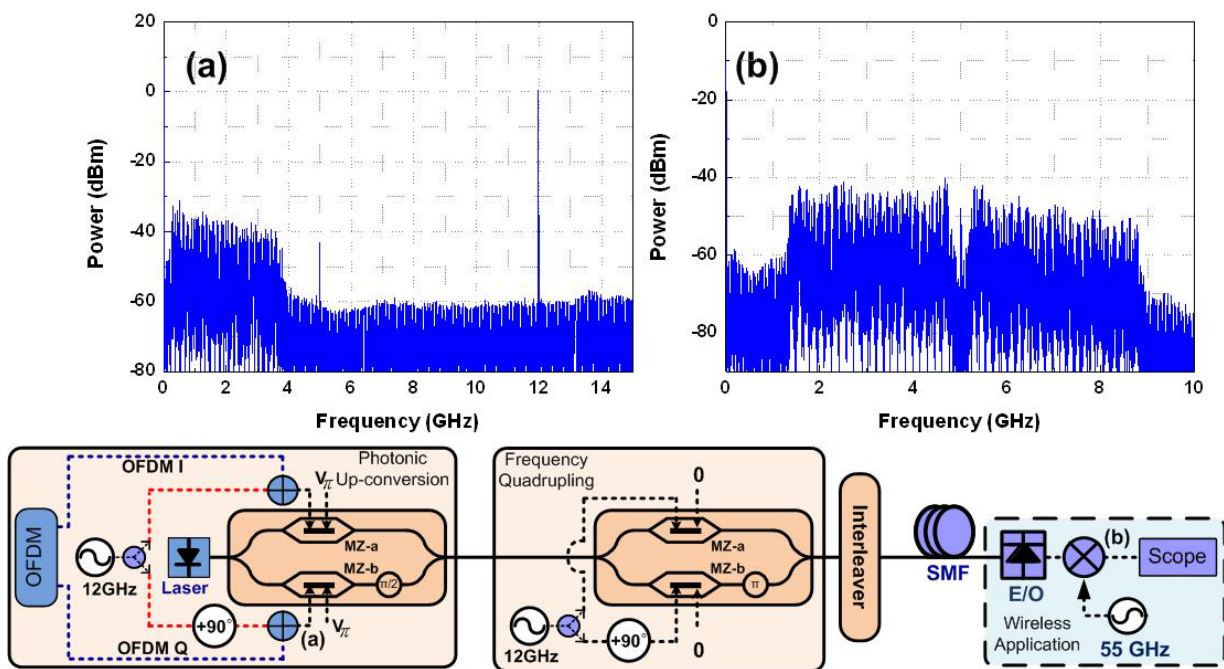 (a)
Power (dBm)
20
0
-20
-40
-60
-80
0 2 4 6 8 10 12 14
Frequency (GHz)
(b)
Power (dBm)
0
-20
-40
-60
-80
0 2 4 6 8 10
Frequency (GHz)
OFDM I
Photonic
Up-conversion
Vπ
OFDM
12GHz
Laser
MZ-a
MZ-b
π/2
+90°
(a)
Vπ
OFDM Q
Frequency
Quadrupling
0
MZ-a
MZ-b
π
12GHz
+90°
0
Interleaver
SMF
(b)
Scope
E/O
Wireless
Application
55 GHz